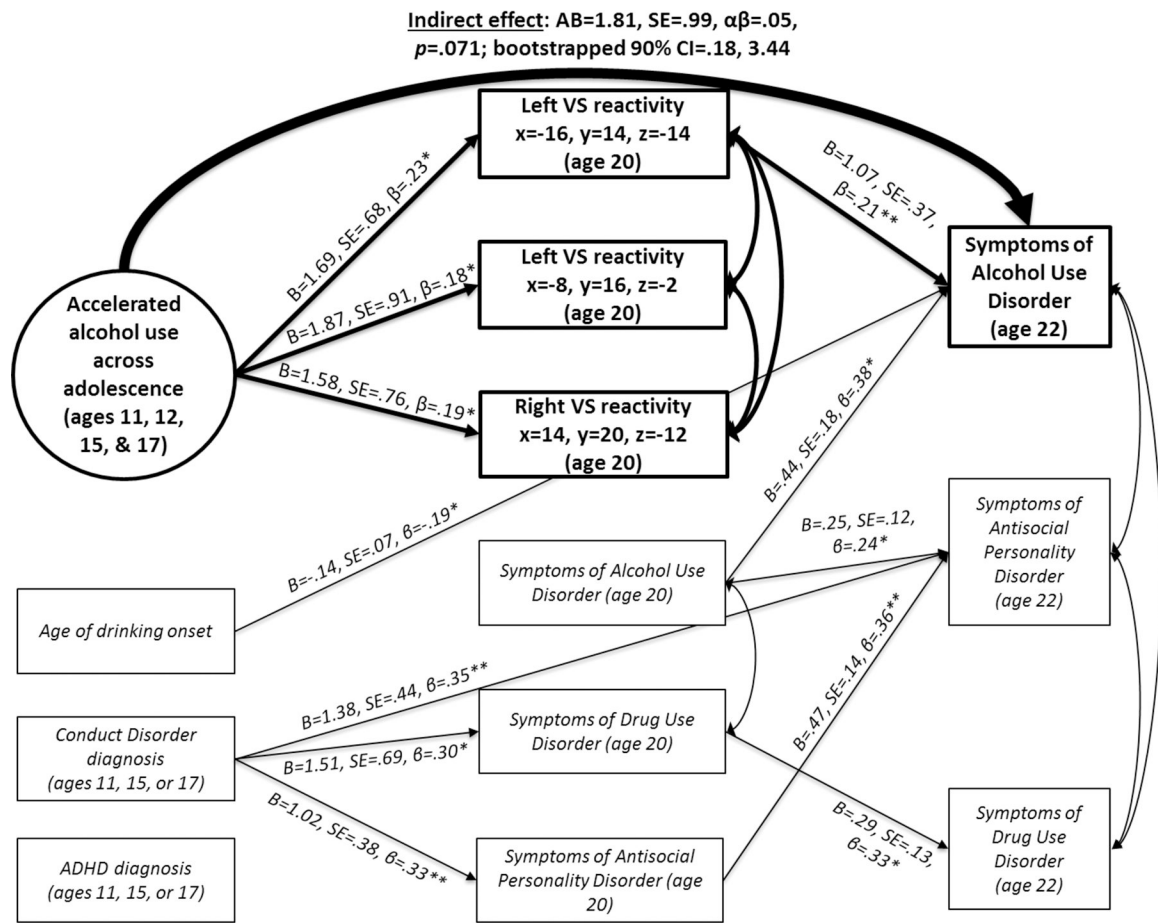 Indirect effect: AB=1.81, SE=.99, αβ=.05,
p=.071; bootstrapped 90% CI=.18, 3.44
Left VS reactivity
x=-16, y=14, z=-14
(age 20)
B=1.07, SE=.37,
β=.21**
B=1.69, SE=.68, β=.23*
Left VS reactivity
x=-8, y=16, z=-2
(age 20)
Symptoms of
Alcohol Use
Disorder
(age 22)
Accelerated
alcohol use
across
adolescence
(ages 11, 12,
15, & 17)
B=1.87, SE=.91, β=.18*
B=1.58, SE=.76, β=.19*
Right VS reactivity
x=14, y=20, z=-12
(age 20)
B=.44, SE=.18, β=.38*
B=-.14, SE=.07, β=-.19*
B=.25, SE=.12,
β=.24*
Symptoms of
Antisocial
Personality
Disorder
(age 22)
Symptoms of Alcohol Use
Disorder (age 20)
Age of drinking onset
B=1.38, SE=.44, β=.35**
B=.47, SE=.14, β=.36**
Conduct Disorder
diagnosis
(ages 11, 15, or 17)
B=1.51, SE=.69, β=.30*
Symptoms of Drug Use
Disorder (age 20)
B=1.02, SE=.38, β=.33**
B=.29, SE=.13,
β=.33*
Symptoms of
Drug Use
Disorder
(age 22)
ADHD diagnosis
(ages 11, 15, or 17)
Symptoms of Antisocial
Personality Disorder (age
20)